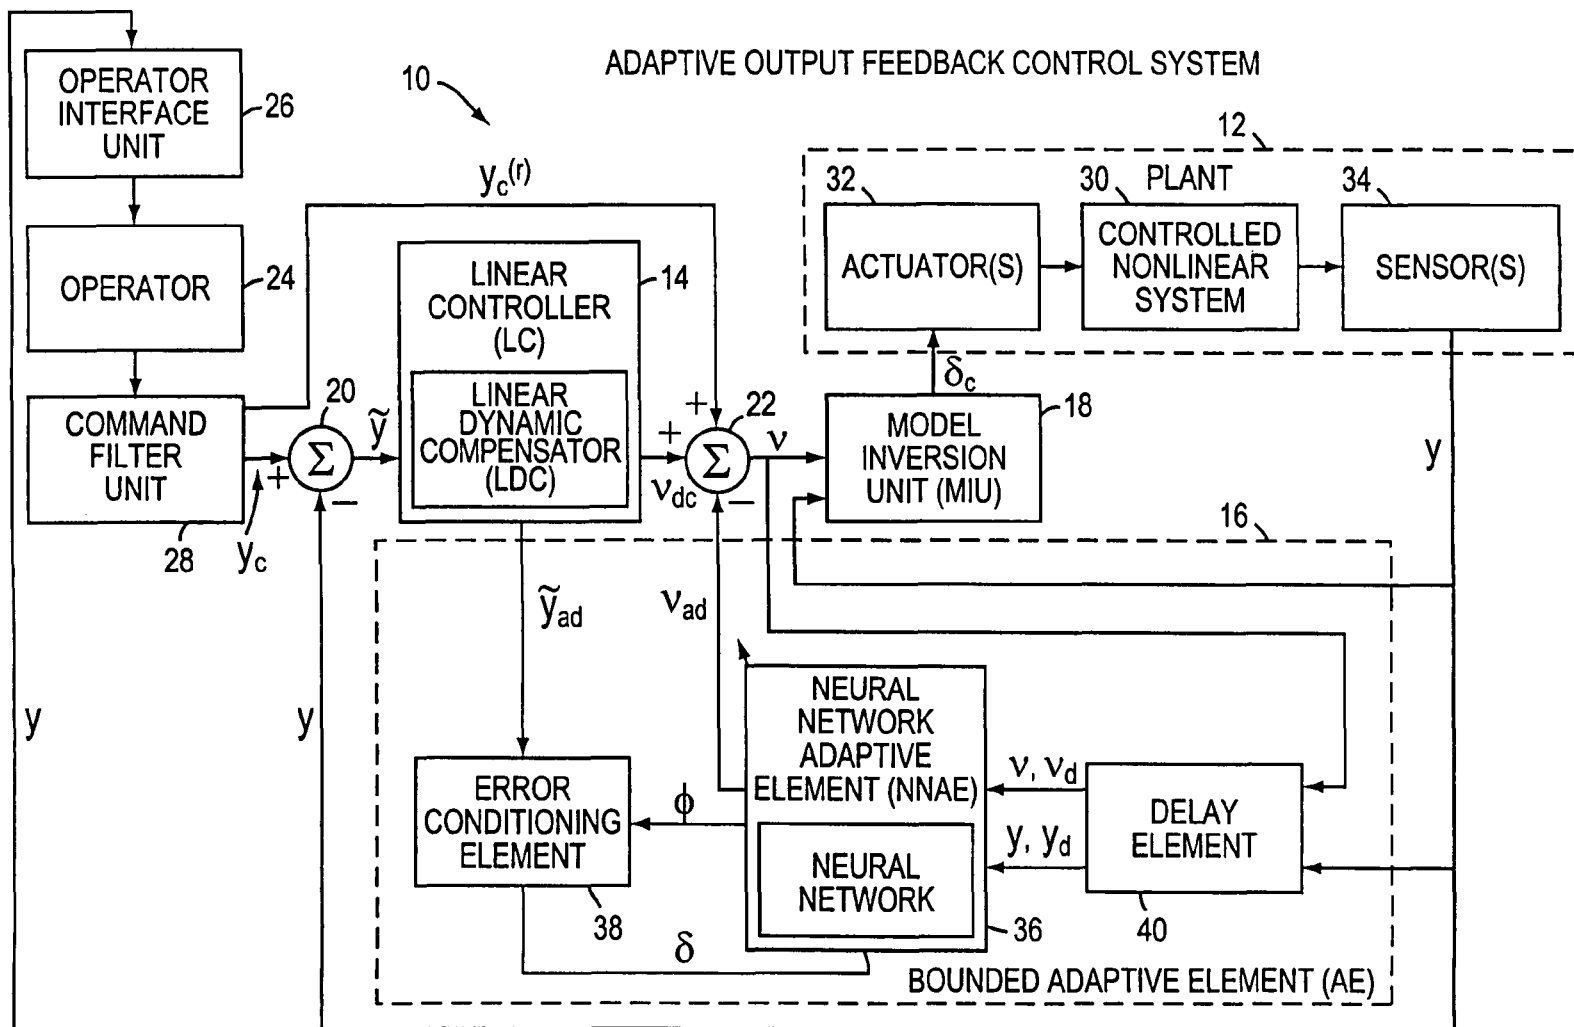 ADAPTIVE OUTPUT FEEDBACK CONTROL SYSTEM
10
OPERATOR
INTERFACE
UNIT
26
OPERATOR
24
COMMAND
FILTER
UNIT
28
y_c
+
20
Σ
−
ỹ
y_c^(r)
LINEAR
CONTROLLER
(LC)
14
LINEAR
DYNAMIC
COMPENSATOR
(LDC)
+
ν_dc
+
22
Σ
−
ν
12
PLANT
32
ACTUATOR(S)
30
CONTROLLED
NONLINEAR
SYSTEM
34
SENSOR(S)
δ_c
18
MODEL
INVERSION
UNIT (MIU)
y
16
ỹ_ad
ν_ad
NEURAL
NETWORK
ADAPTIVE
ELEMENT (NNAE)
NEURAL
NETWORK
36
ERROR
CONDITIONING
ELEMENT
38
ϕ
δ
ν, ν_d
y, y_d
DELAY
ELEMENT
40
BOUNDED ADAPTIVE ELEMENT (AE)
y
y